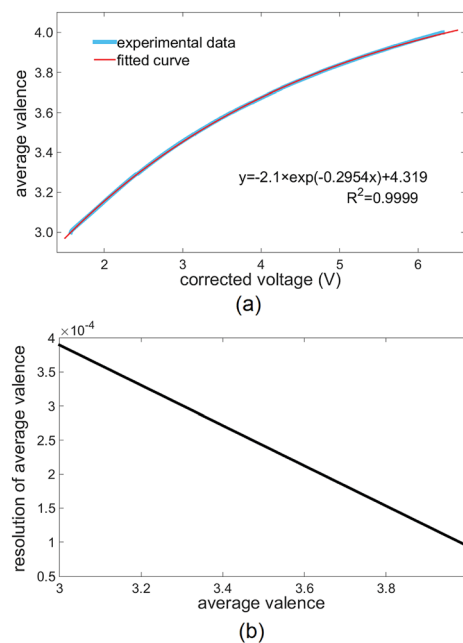 4.0
3.8
3.6
3.4
3.2
3.0
average valence
experimental data
fitted curve
y=-2.1×exp(-0.2954x)+4.319
R²=0.9999
2 3 4 5 6
corrected voltage (V)
(a)
×10⁻⁴
4
3.5
3
2.5
2
1.5
1
0.5
resolution of average valence
3 3.2 3.4 3.6 3.8
average valence
(b)